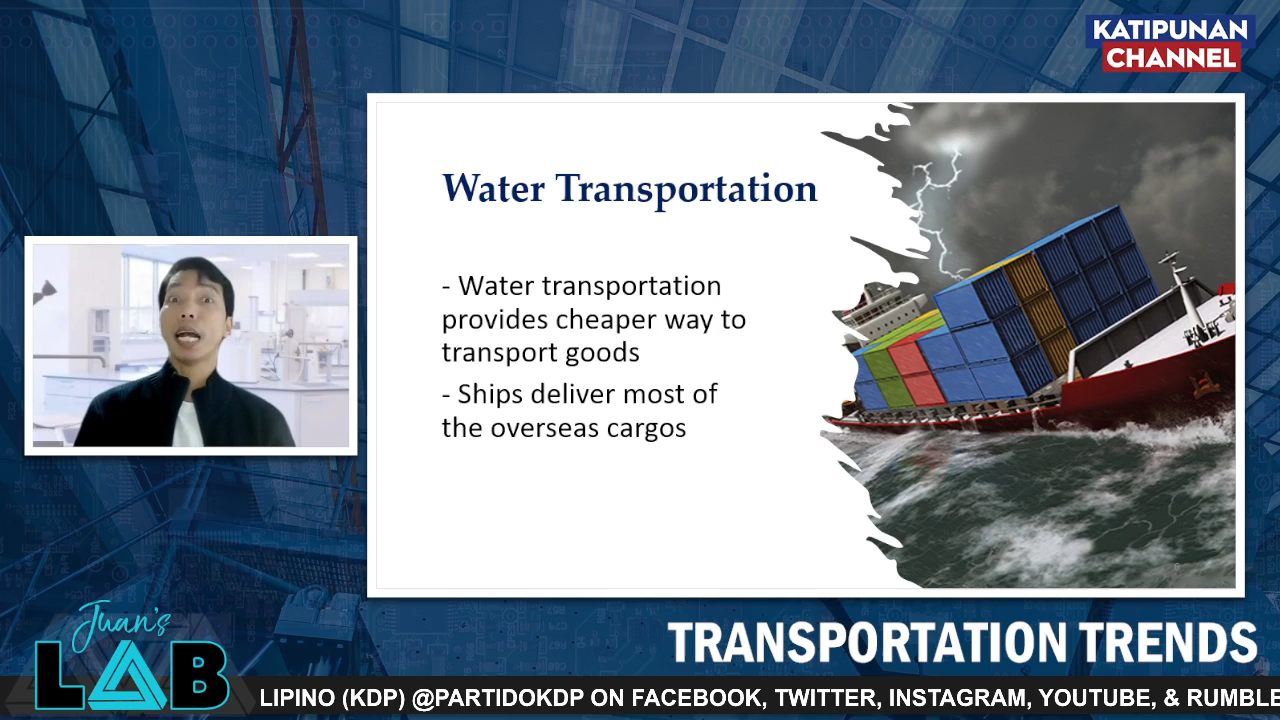 KATIPUNAN
CHANNEL
Water Transportation
- Water transportation
provides cheaper way to
transport goods
- Ships deliver most of
the overseas cargos
Juan's
LAB
TRANSPORTATION TRENDS
LIPINO (KDP) @PARTIDOKDP ON FACEBOOK, TWITTER, INSTAGRAM, YOUTUBE, & RUMBLE